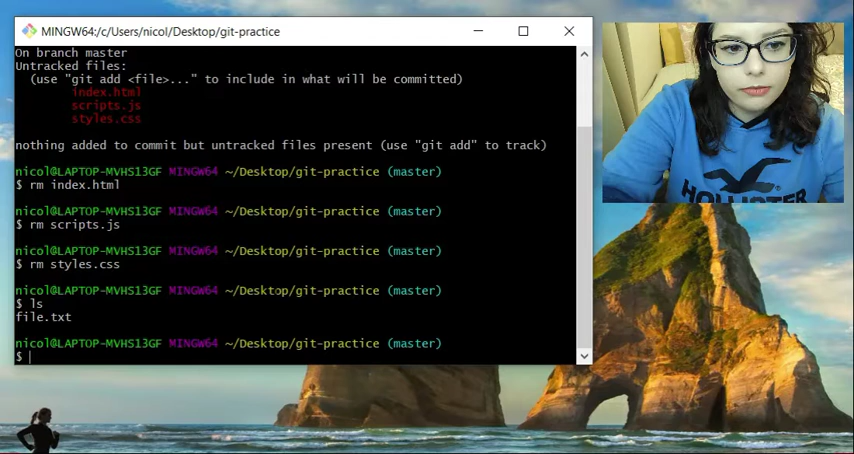 MINGW64:/c/Users/nicol/Desktop/git-practice
On branch master
Untracked files:
  (use "git add <file>..." to include in what will be committed)
        index.html
        scripts.js
        styles.css
nothing added to commit but untracked files present (use "git add" to track)
nicol@LAPTOP-MVHS13GF MINGW64 ~/Desktop/git-practice (master)
$ rm index.html
nicol@LAPTOP-MVHS13GF MINGW64 ~/Desktop/git-practice (master)
$ rm scripts.js
nicol@LAPTOP-MVHS13GF MINGW64 ~/Desktop/git-practice (master)
$ rm styles.css
nicol@LAPTOP-MVHS13GF MINGW64 ~/Desktop/git-practice (master)
$ ls
file.txt
nicol@LAPTOP-MVHS13GF MINGW64 ~/Desktop/git-practice (master)
$
HOLLISTER